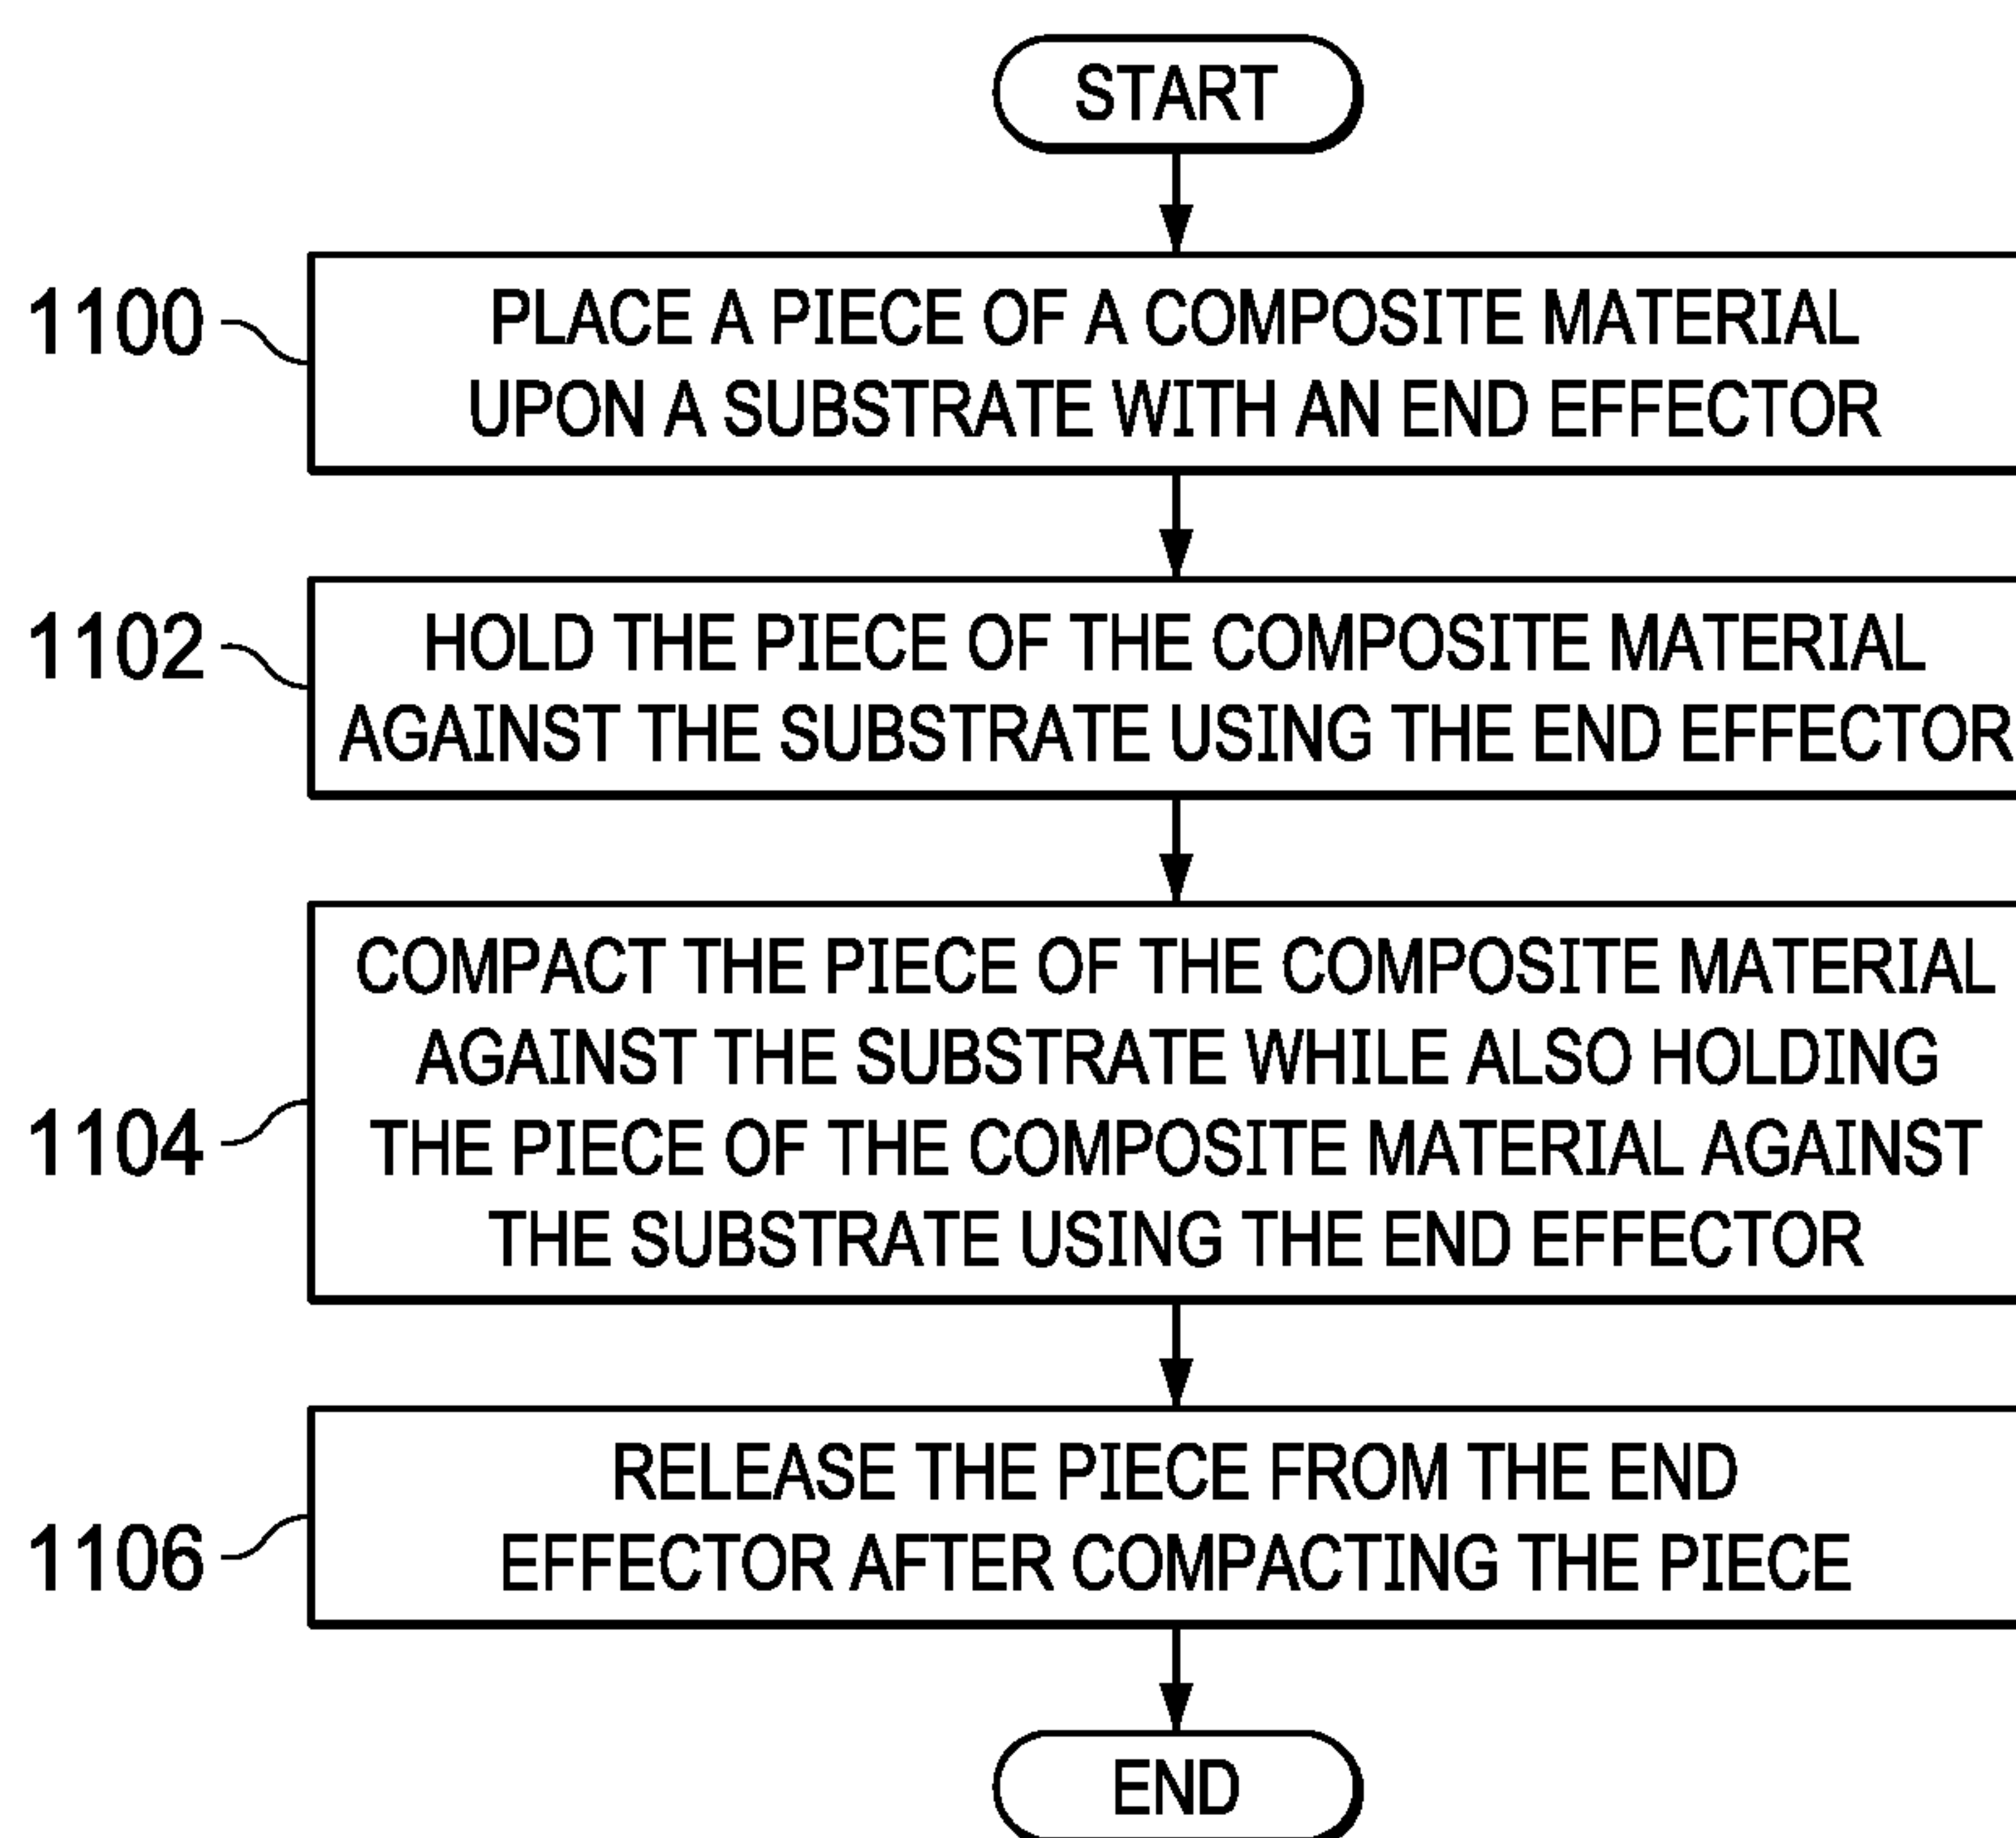 START
1100
PLACE A PIECE OF A COMPOSITE MATERIAL
UPON A SUBSTRATE WITH AN END EFFECTOR
1102
HOLD THE PIECE OF THE COMPOSITE MATERIAL
AGAINST THE SUBSTRATE USING THE END EFFECTOR
1104
COMPACT THE PIECE OF THE COMPOSITE MATERIAL
AGAINST THE SUBSTRATE WHILE ALSO HOLDING
THE PIECE OF THE COMPOSITE MATERIAL AGAINST
THE SUBSTRATE USING THE END EFFECTOR
1106
RELEASE THE PIECE FROM THE END
EFFECTOR AFTER COMPACTING THE PIECE
END